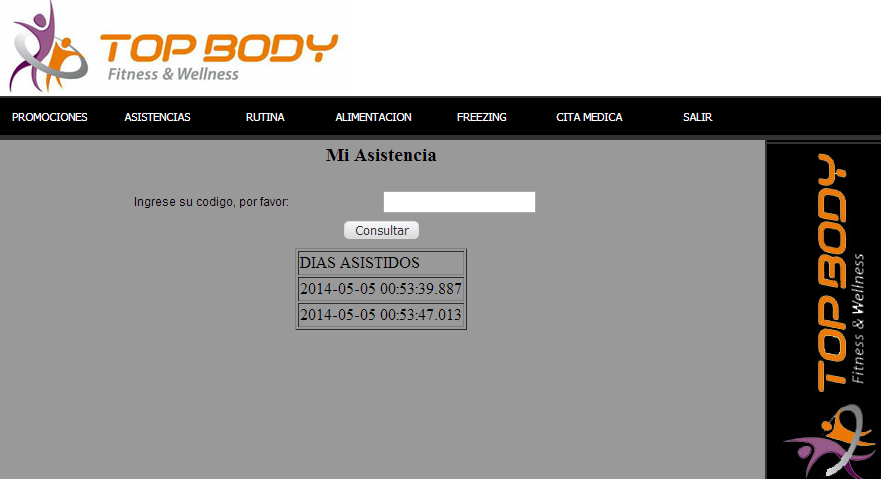 TOP BODY
Fitness & Wellness
PROMOCIONES ASISTENCIAS RUTINA ALIMENTACION FREEZING CITA MEDICA SALIR
Mi Asistencia
Ingrese su codigo, por favor:
Consultar
DIAS ASISTIDOS
2014-05-05 00:53:39.887
2014-05-05 00:53:47.013
TOP BODY
Fitness & Wellness